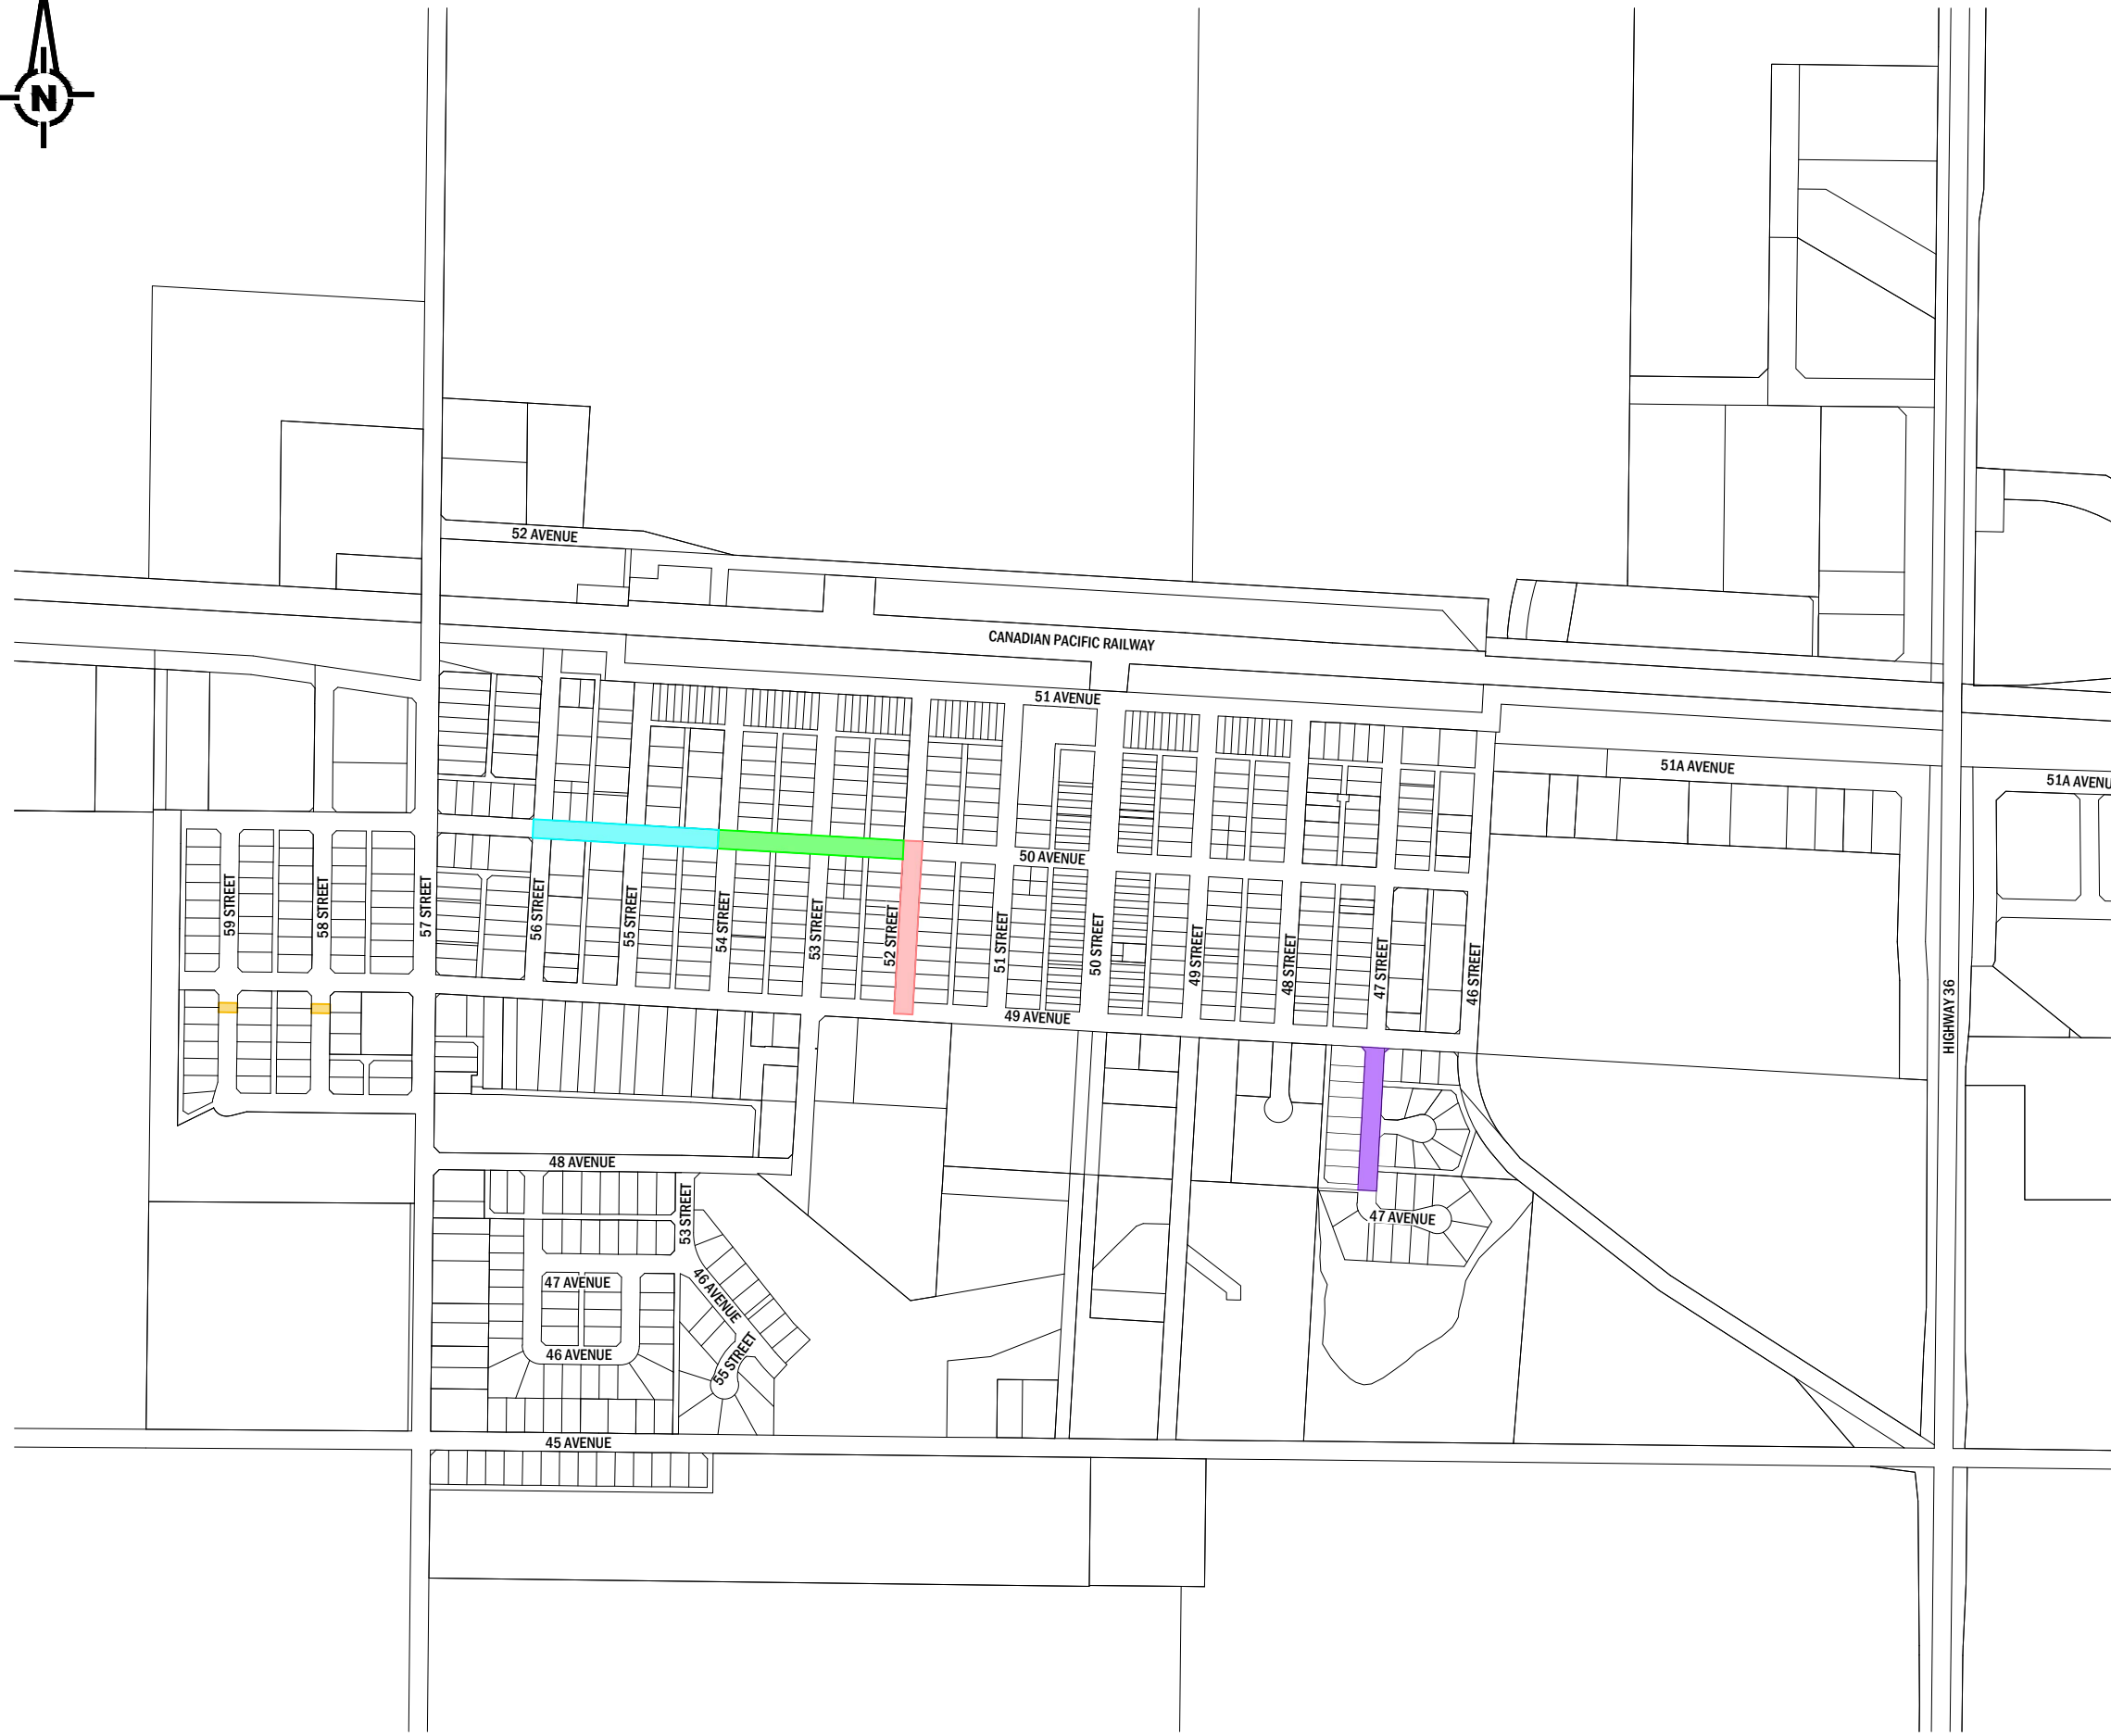 N
52 AVENUE
CANADIAN PACIFIC RAILWAY
51 AVENUE
51A AVENUE
51A AVENU
50 AVENUE
59 STREET
58 STREET
57 STREET
56 STREET
55 STREET
54 STREET
53 STREET
52 STREET
51 STREET
50 STREET
49 STREET
48 STREET
47 STREET
46 STREET
HIGHWAY 36
49 AVENUE
48 AVENUE
53 STREET
47 AVENUE
47 AVENUE
46 AVENUE
46 AVENUE
55 STREET
45 AVENUE